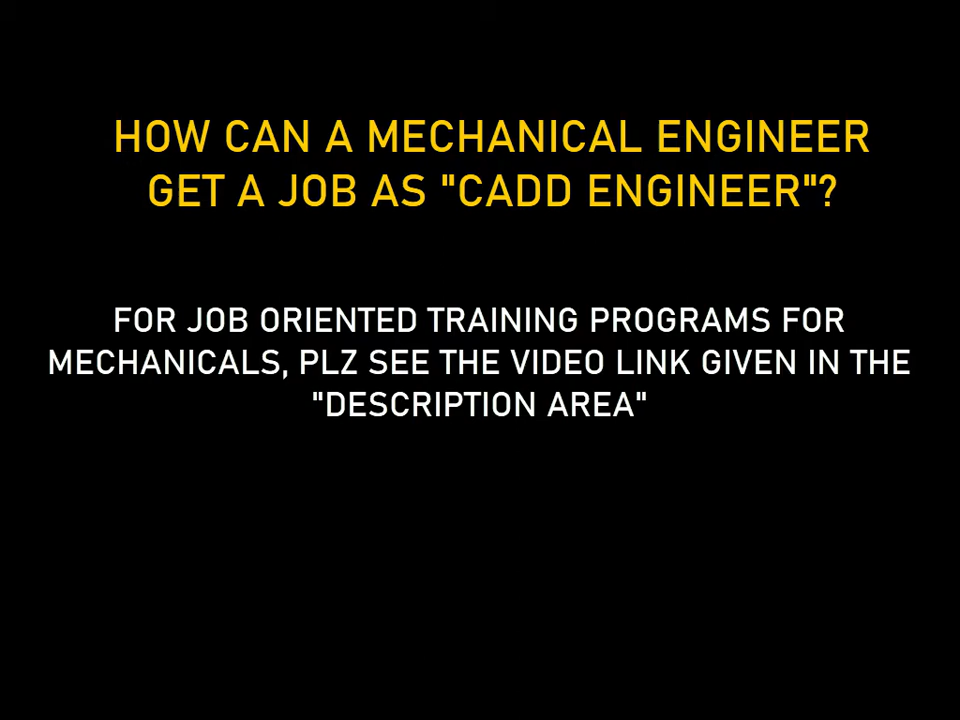 HOW CAN A MECHANICAL ENGINEER
GET A JOB AS "CADD ENGINEER"?
FOR JOB ORIENTED TRAINING PROGRAMS FOR
MECHANICALS, PLZ SEE THE VIDEO LINK GIVEN IN THE
"DESCRIPTION AREA"